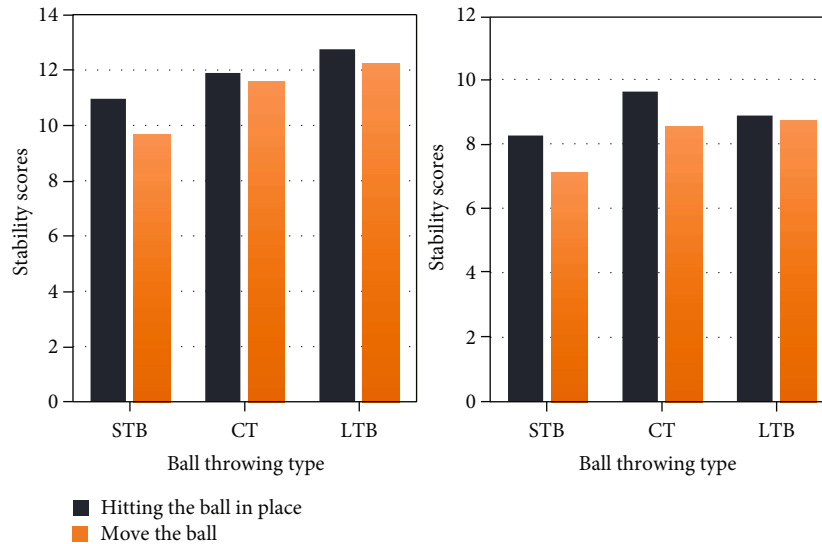 14
12
10
8
6
4
2
0
Stability scores
STB CT LTB
Ball throwing type
12
10
8
6
4
2
0
Stability scores
STB CT LTB
Ball throwing type
Hitting the ball in place
Move the ball